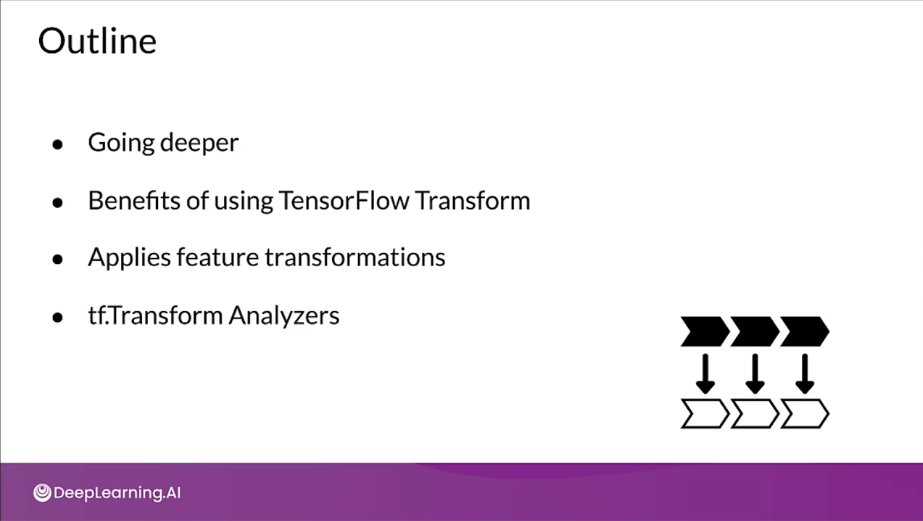 Outline
● Going deeper
● Benefits of using TensorFlow Transform
● Applies feature transformations
● tf.Transform Analyzers
DeepLearning.AI